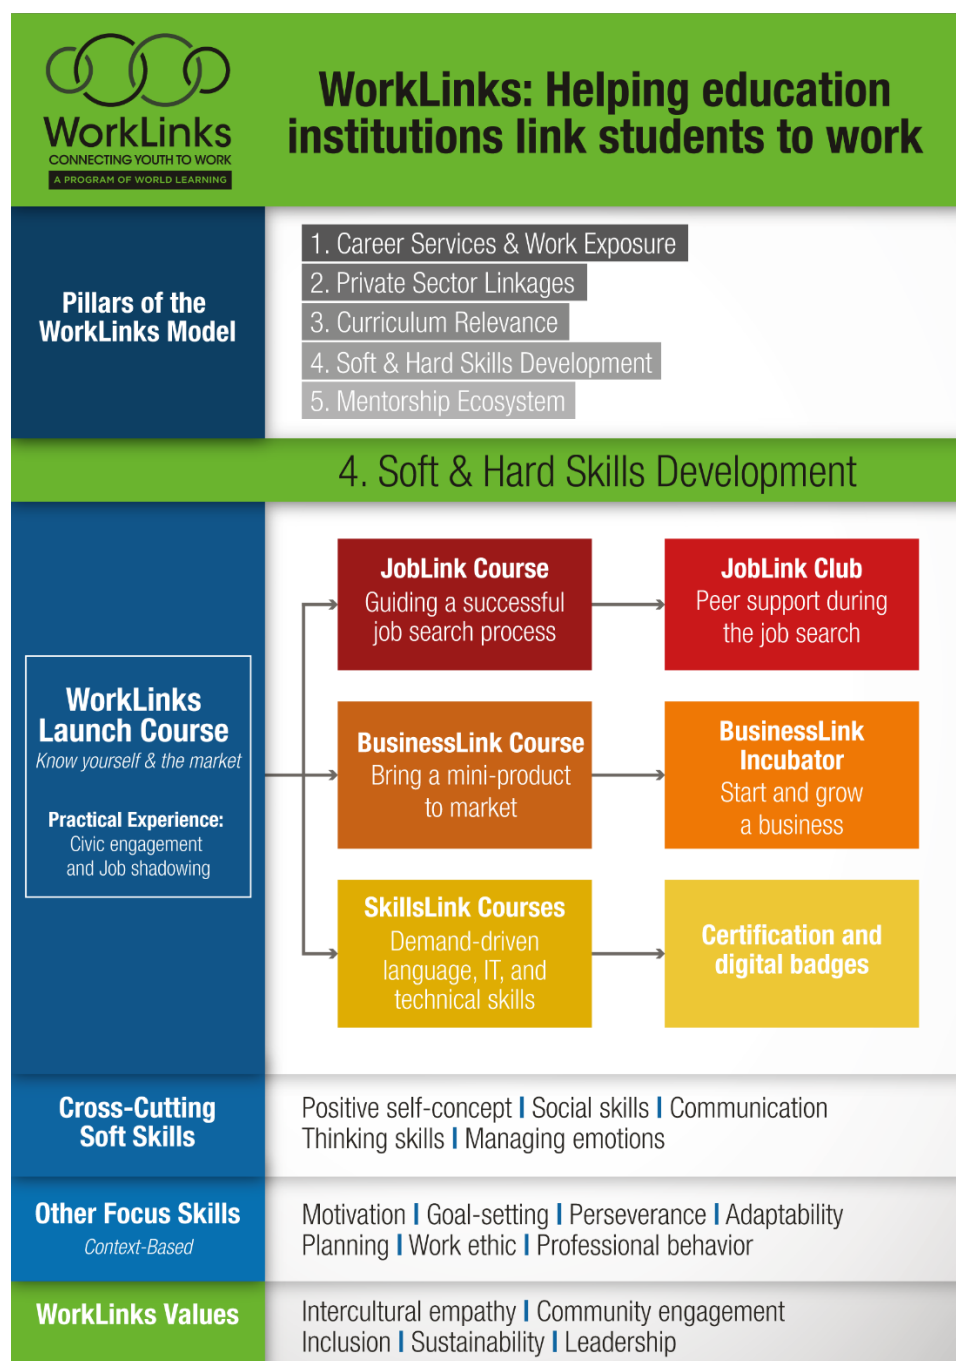 WorkLinks
CONNECTING YOUTH TO WORK
A PROGRAM OF WORLD LEARNING
WorkLinks: Helping education
institutions link students to work
Pillars of the
WorkLinks Model
1. Career Services & Work Exposure
2. Private Sector Linkages
3. Curriculum Relevance
4. Soft & Hard Skills Development
5. Mentorship Ecosystem
4. Soft & Hard Skills Development
WorkLinks
Launch Course
Know yourself & the market
Practical Experience:
Civic engagement
and Job shadowing
JobLink Course
Guiding a successful
job search process
JobLink Club
Peer support during
the job search
BusinessLink Course
Bring a mini-product
to market
BusinessLink
Incubator
Start and grow
a business
SkillsLink Courses
Demand-driven
language, IT, and
technical skills
Certification and
digital badges
Cross-Cutting
Soft Skills
Positive self-concept I Social skills I Communication
Thinking skills I Managing emotions
Other Focus Skills
Context-Based
Motivation I Goal-setting I Perseverance I Adaptability
Planning I Work ethic I Professional behavior
WorkLinks Values
Intercultural empathy I Community engagement
Inclusion I Sustainability I Leadership